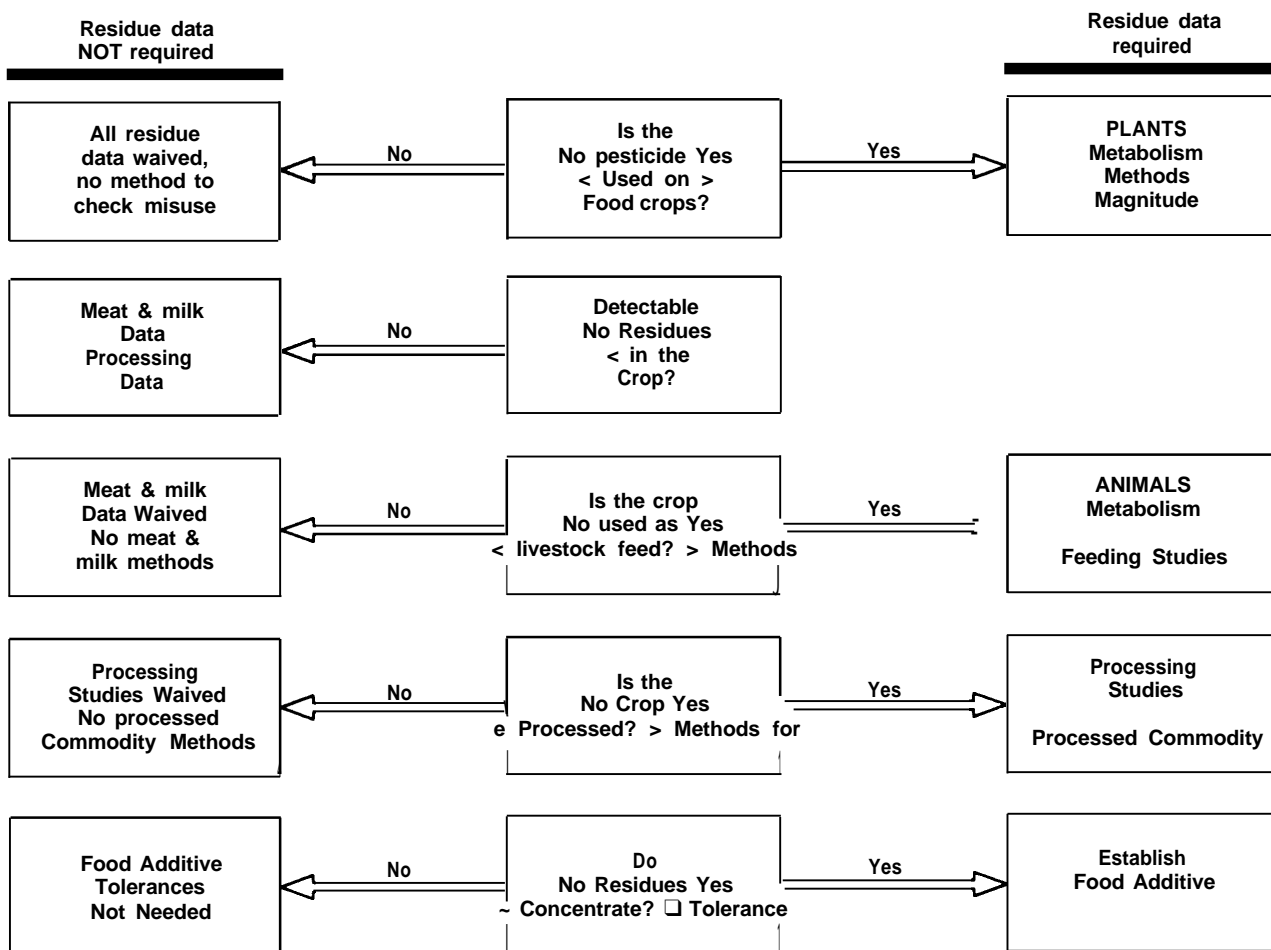 Residue data
NOT required
Residue data
required
All residue
data waived,
no method to
check misuse
No
Is the
No pesticide Yes
< Used on >
Food crops?
Yes
PLANTS
Metabolism
Methods
Magnitude
Meat & milk
Data
Processing
Data
No
Detectable
No Residues
< in the
Crop?
Meat & milk
Data Waived
No meat &
milk methods
No
Is the crop
No used as Yes
< livestock feed? > Methods
Yes
ANIMALS
Metabolism
Feeding Studies
Processing
Studies Waived
No processed
Commodity Methods
No
Is the
No Crop Yes
e Processed? > Methods for
Yes
Processing
Studies
Processed Commodity
Food Additive
Tolerances
Not Needed
No
Do
No Residues Yes
~ Concentrate? ❑ Tolerance
Yes
Establish
Food Additive